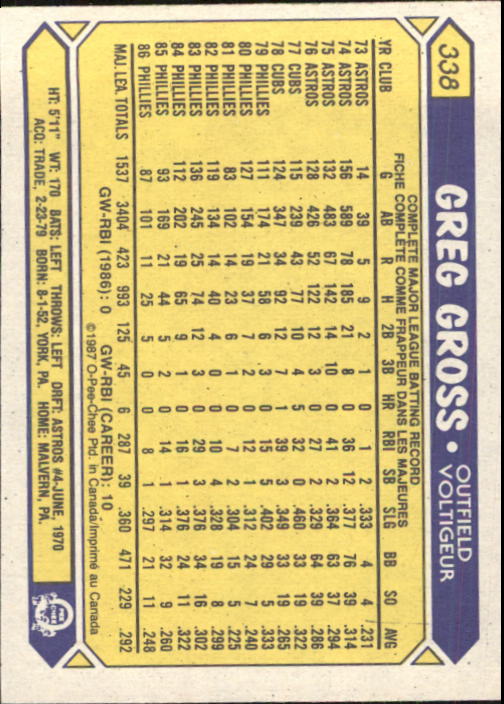 338
GREG GROSS • OUTFIELD
VOLTIGEUR
COMPLETE MAJOR LEAGUE BATTING RECORD
FICHE COMPLÈTE COMME FRAPPEUR DANS LES MAJEURES
YR CLUB G AB R H 2B 3B HR RBI SB SLG BB SO AVG
73 ASTROS 14 39 5 9 2 1 0 1 2 .333 4 4 .231
74 ASTROS 156 589 78 185 21 8 0 36 12 .377 76 39 .314
75 ASTROS 132 483 67 142 14 10 0 41 2 .364 63 37 .294
76 ASTROS 128 426 52 122 12 3 0 27 2 .329 64 39 .286
77 CUBS 115 239 43 77 10 4 5 32 0 .460 33 19 .322
78 CUBS 124 347 34 92 12 7 1 39 3 .349 33 19 .265
79 PHILLIES 111 174 21 58 6 3 0 15 5 .402 29 5 .333
80 PHILLIES 127 154 19 37 7 2 0 12 1 .312 24 7 .240
81 PHILLIES 83 102 14 23 6 1 0 7 2 .304 15 5 .225
82 PHILLIES 119 134 14 40 4 0 0 10 4 .328 19 8 .299
83 PHILLIES 136 245 25 74 12 3 0 29 3 .376 34 16 .302
84 PHILLIES 112 202 19 65 9 1 0 16 1 .376 24 11 .322
85 PHILLIES 93 169 21 44 5 2 0 14 1 .314 32 9 .260
86 PHILLIES 87 101 11 25 5 0 0 8 1 .297 21 11 .248
MAJ. LEA. TOTALS 1537 3404 423 993 125 45 6 287 39 .360 471 229 .292
GW-RBI (1986): 0 GW-RBI (CAREER): 10
©1987 O-Pee-Chee Ptd. in Canada/Imprimé au Canada
HT: 5'11" WT: 170 BATS: LEFT THROWS: LEFT DRFT: ASTROS #4-JUNE, 1970
ACQ: TRADE, 2-23-79 BORN: 8-1-52, YORK, PA. HOME: MALVERN, PA.
O PEE CHEE